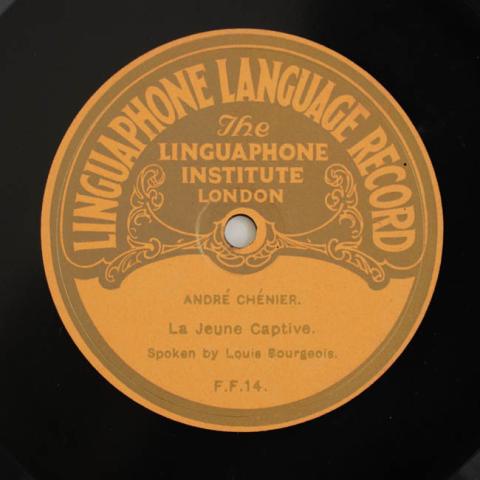 LINGUAPHONE LANGUAGE RECORD
The
LINGUAPHONE
INSTITUTE
LONDON
ANDRÉ CHÉNIER.
La Jeune Captive.
Spoken by Louis Bourgeois.
F.F.14.